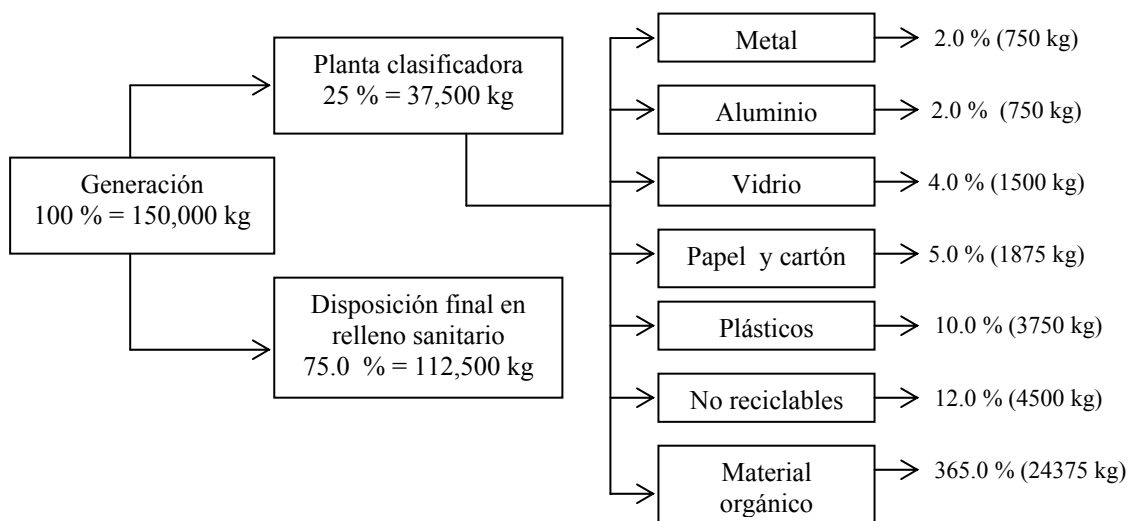 Generación
100 % = 150,000 kg
Planta clasificadora
25 % = 37,500 kg
Disposición final en
relleno sanitario
75.0 % = 112,500 kg
Metal
2.0 % (750 kg)
Aluminio
2.0 % (750 kg)
Vidrio
4.0 % (1500 kg)
Papel y cartón
5.0 % (1875 kg)
Plásticos
10.0 % (3750 kg)
No reciclables
12.0 % (4500 kg)
Material
orgánico
365.0 % (24375 kg)